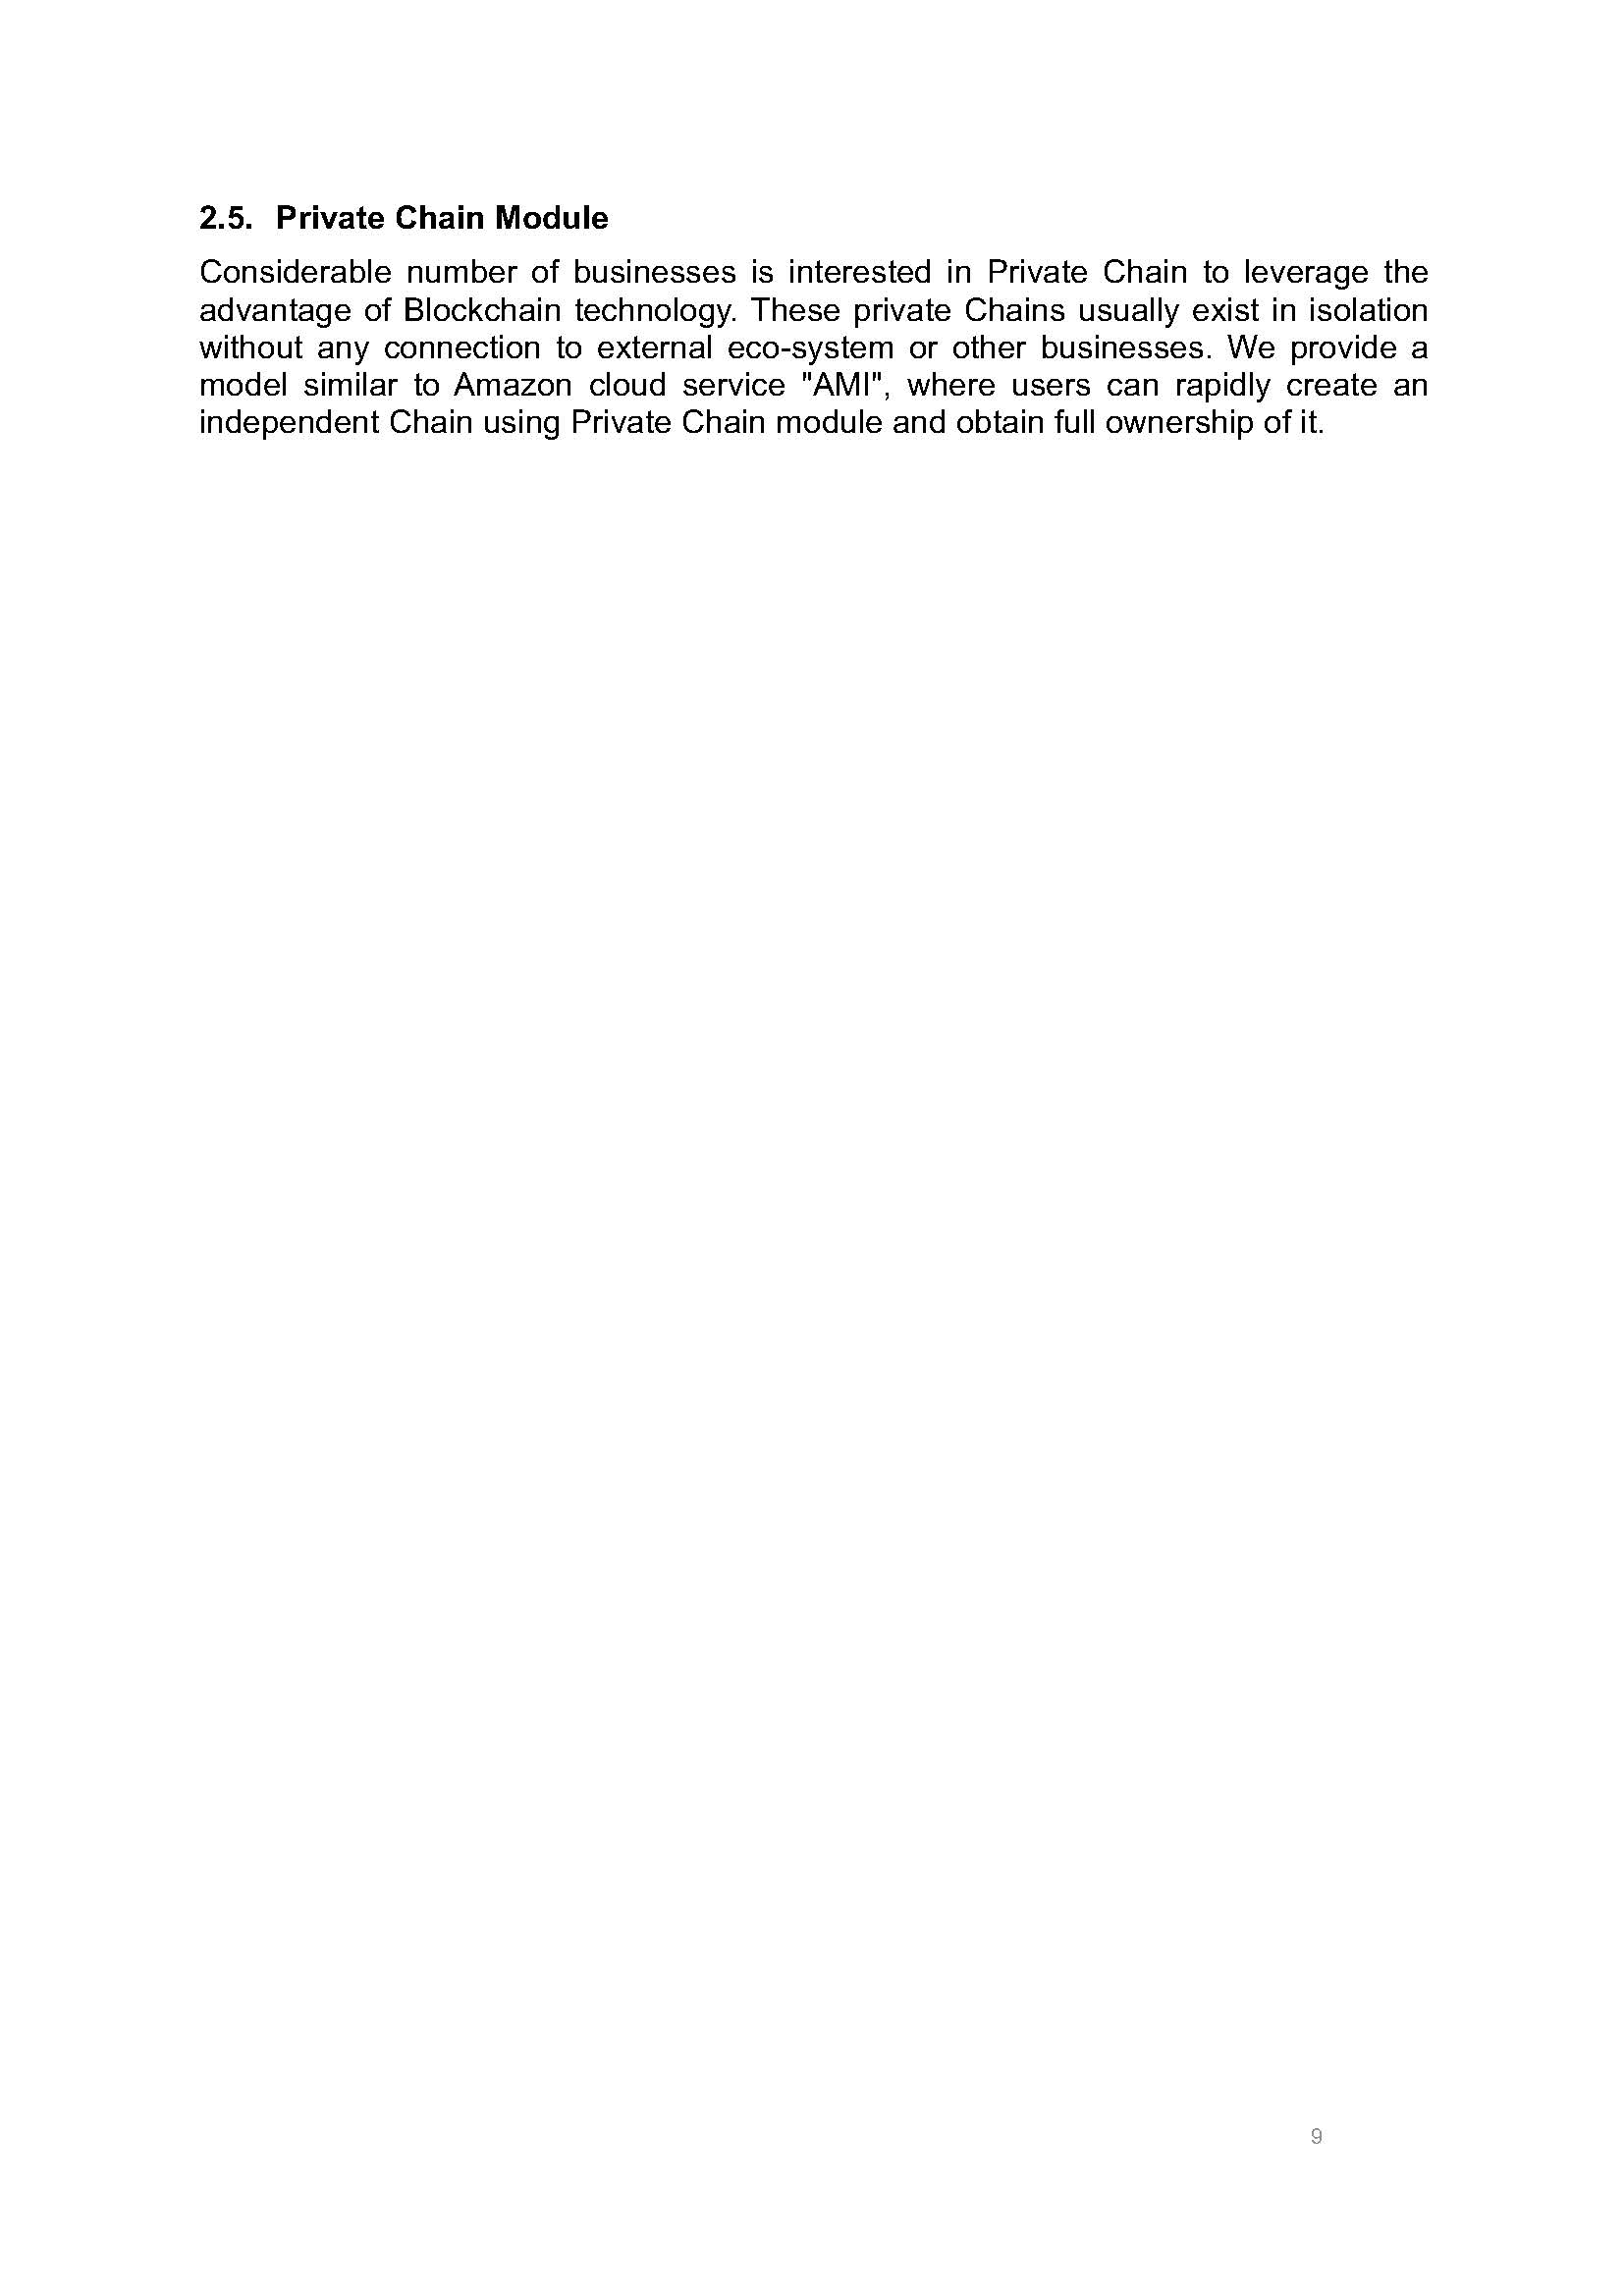 2.5. Private Chain Module
Considerable number of businesses is interested in Private Chain to leverage the
advantage of Blockchain technology. These private Chains usually exist in isolation
without any connection to external eco-system or other businesses. We provide a
model similar to Amazon cloud service "AMI", where users can rapidly create an
independent Chain using Private Chain module and obtain full ownership of it.
9